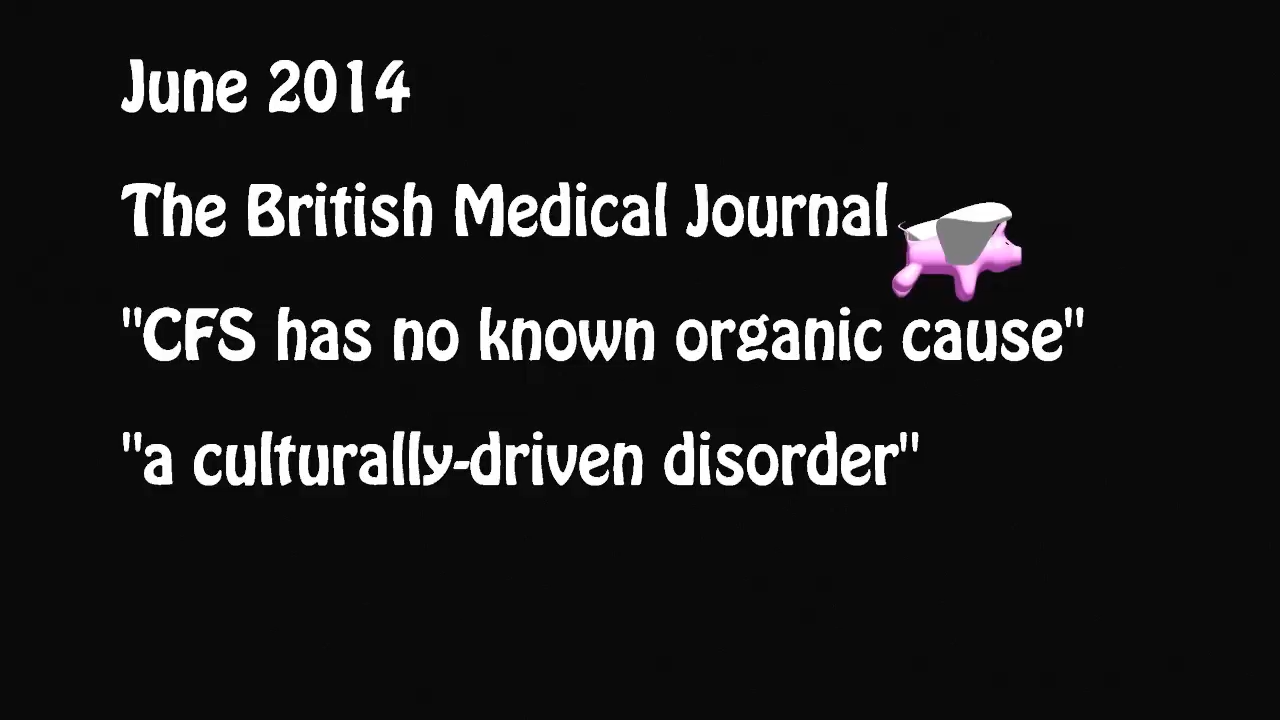 June 2014
The British Medical Journal
"CFS has no known organic cause"
"a culturally-driven disorder"